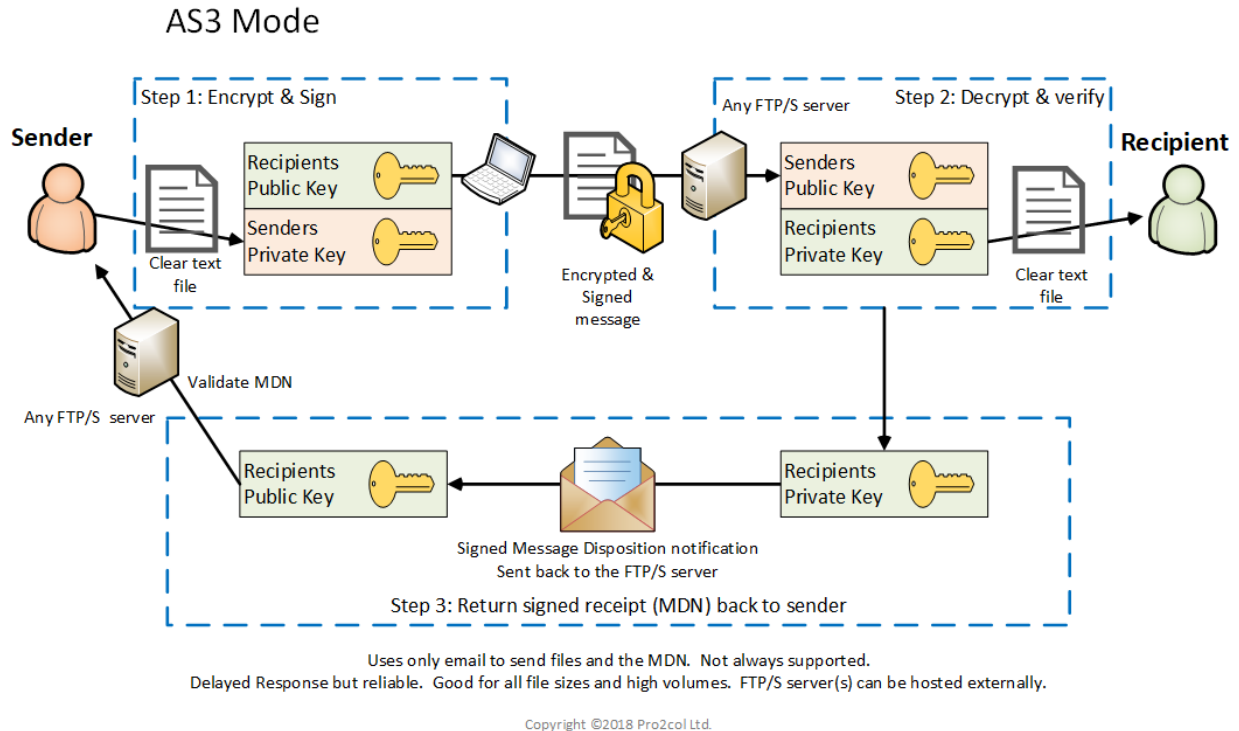 AS3 Mode
Step 1: Encrypt & Sign
Any FTP/S server
Step 2: Decrypt & verify
Sender
Recipient
Recipients
Public Key
Senders
Private Key
Clear text
file
Encrypted &
Signed
message
Senders
Public Key
Recipients
Private Key
Clear text
file
Validate MDN
Any FTP/S server
Recipients
Public Key
Recipients
Private Key
Signed Message Disposition notification
Sent back to the FTP/S server
Step 3: Return signed receipt (MDN) back to sender
Uses only email to send files and the MDN. Not always supported.
Delayed Response but reliable. Good for all file sizes and high volumes. FTP/S server(s) can be hosted externally.
Copyright ©2018 Pro2col Ltd.